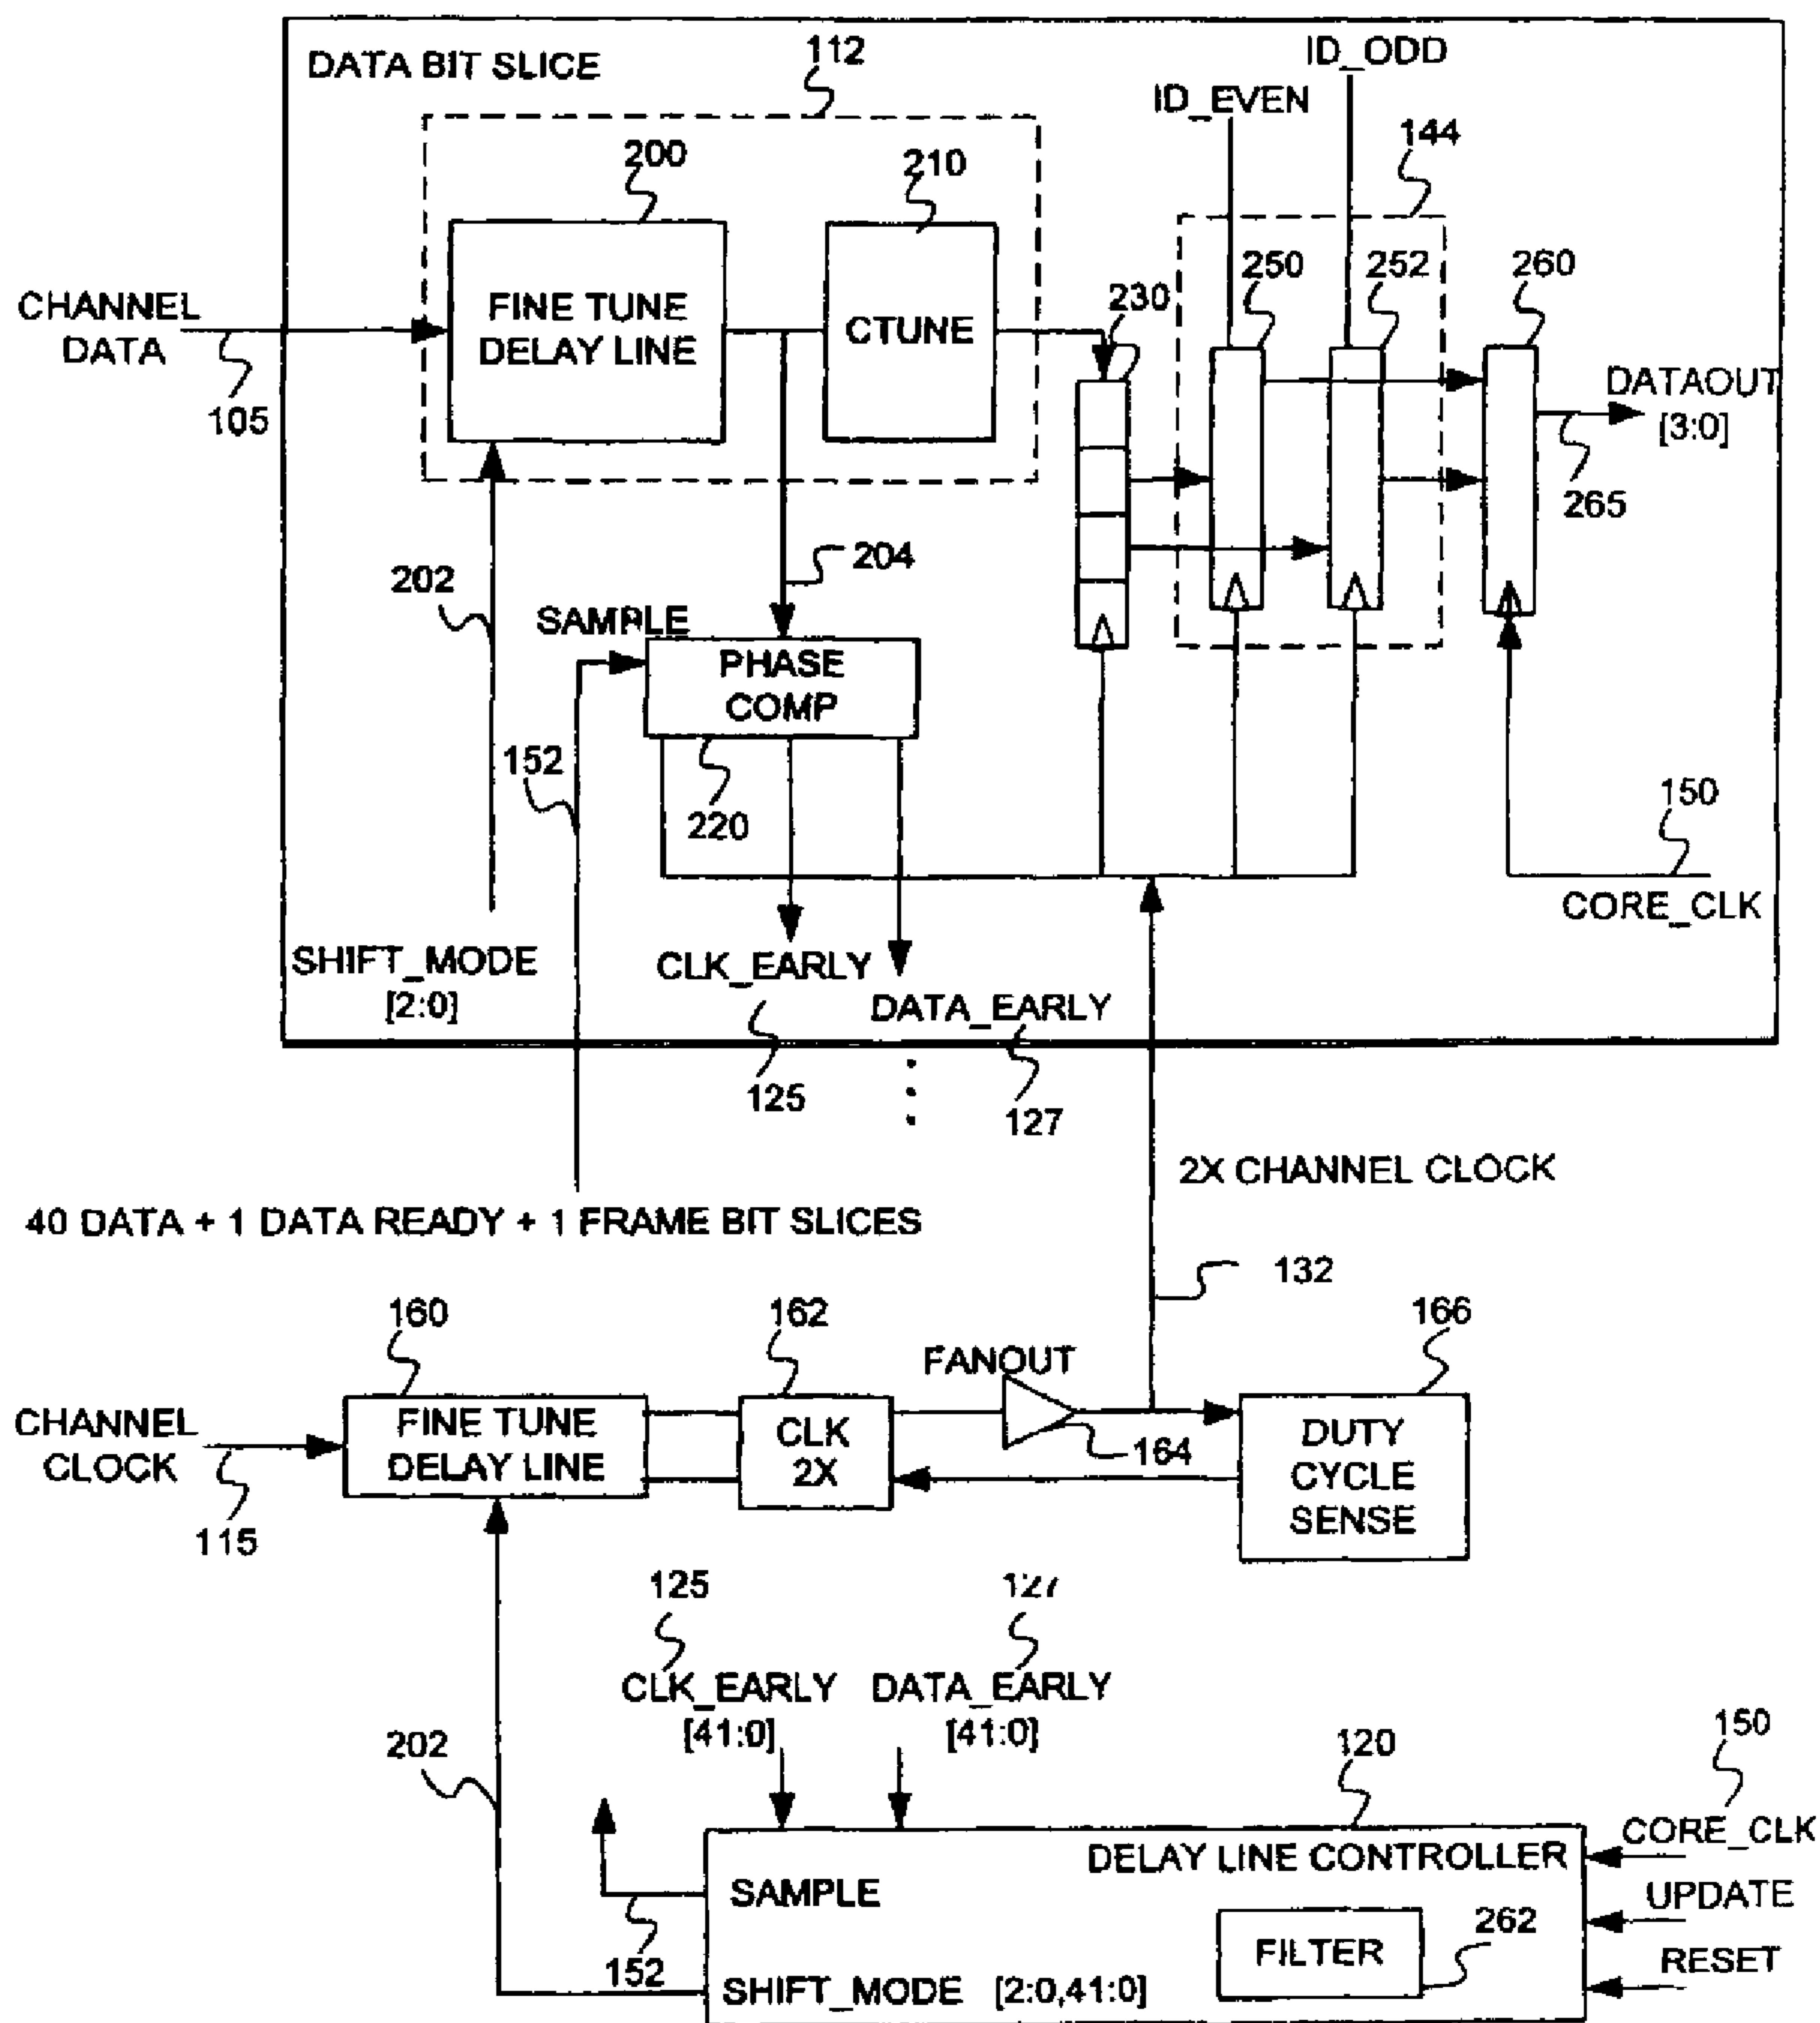 DATA BIT SLICE
112
ID_ODD
ID_EVEN
144
200
210
250
252
260
230
CHANNEL
DATA
FINE TUNE
DELAY LINE
CTUNE
DATAOUT
[3:0]
105
265
204
202
SAMPLE
PHASE
COMP
152
220
150
CORE_CLK
SHIFT_MODE
[2:0]
CLK_EARLY
DATA_EARLY
125
127
2X CHANNEL CLOCK
40 DATA + 1 DATA READY + 1 FRAME BIT SLICES
132
160
162
166
FANOUT
CHANNEL
CLOCK
FINE TUNE
DELAY LINE
CLK
2X
164
DUTY
CYCLE
SENSE
115
125
127
CLK_EARLY
[41:0]
DATA_EARLY
[41:0]
202
120
150
CORE_CLK
DELAY LINE CONTROLLER
SAMPLE
UPDATE
152
FILTER
262
RESET
SHIFT_MODE [2:0,41:0]